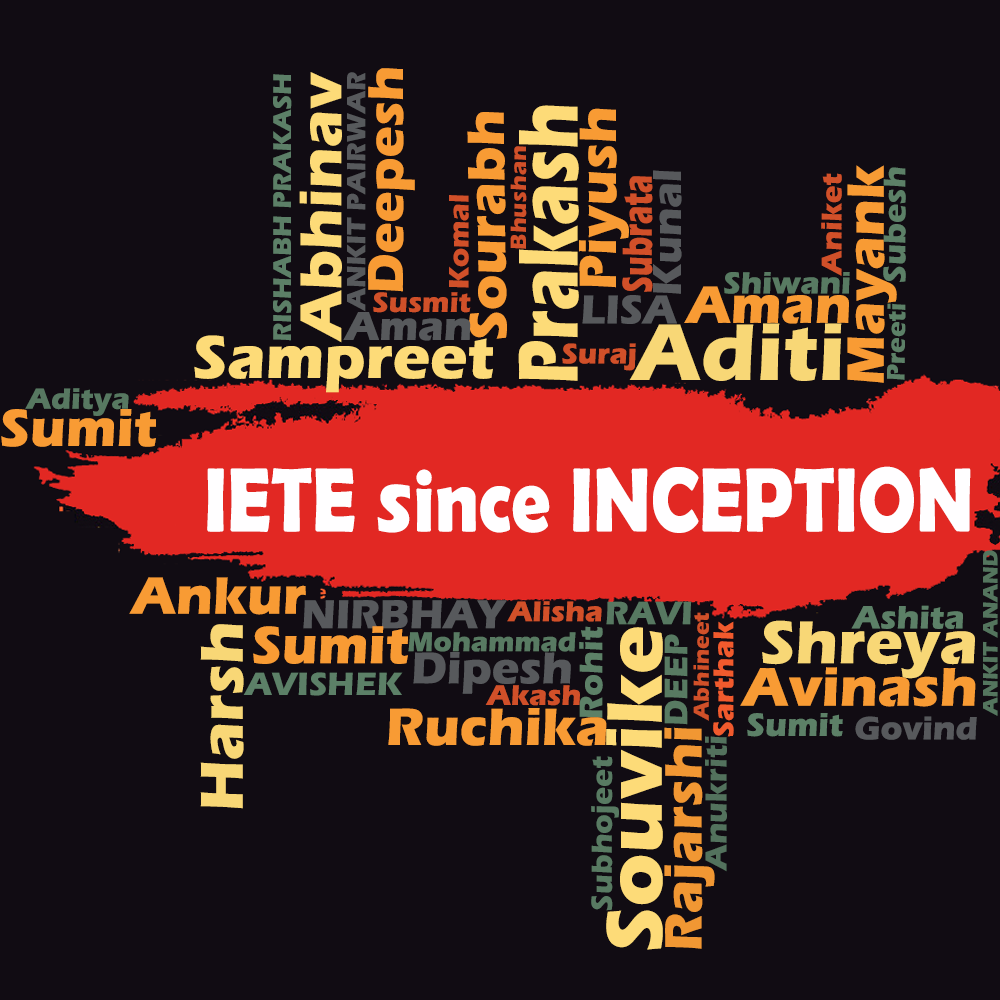 RISHABH PRAKASH
Abhinav
ANKIT PAIRWAR
Deepesh
Komal
Sourabh
Bhushan
Prakash
Piyush
Subrata
Kunal
Aniket
Mayank
Subesh
Shiwani
Susmit
LISA
Aman
Aman
Preeti
Sampreet
Suraj
Aditi
Aditya
Sumit
IETE since INCEPTION
ANKIT ANAND
Ankur
NIRBHAY
Alisha
RAVI
Ashita
Harsh
Sumit
Mohammad
Rohit
Souvike
DEEP
Abhineet
Sarthak
Shreya
AVISHEK
Dipesh
Avinash
Akash
Ruchika
Sumit
Govind
Subhojeet
Rajarshi
Anukriti